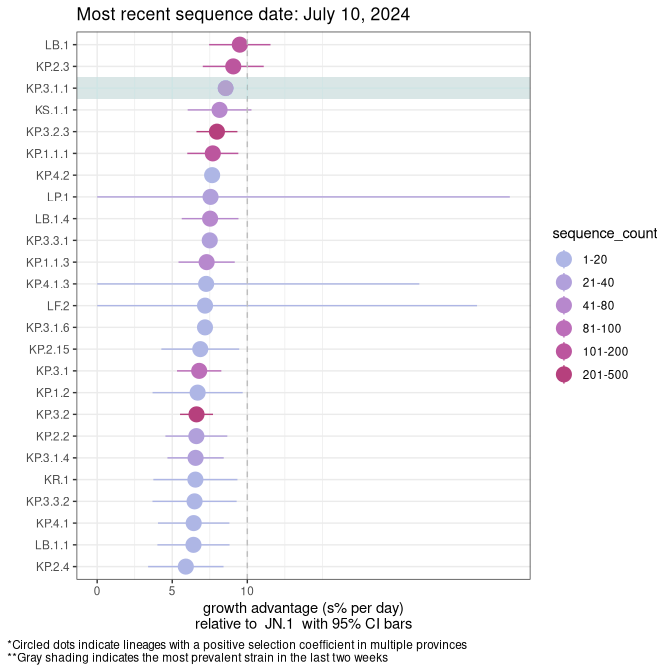 Most recent sequence date: July 10, 2024
LB.1
KP.2.3
KP.3.1.1
KS.1.1
KP.3.2.3
KP.1.1.1
KP.4.2
LP.1
LB.1.4
KP.3.3.1
KP.1.1.3
KP.4.1.3
LF.2
KP.3.1.6
KP.2.15
KP.3.1
KP.1.2
KP.3.2
KP.2.2
KP.3.1.4
KR.1
KP.3.3.2
KP.4.1
LB.1.1
KP.2.4
0 5 10
growth advantage (s% per day)
relative to JN.1 with 95% CI bars
sequence_count
1-20
21-40
41-80
81-100
101-200
201-500
*Circled dots indicate lineages with a positive selection coefficient in multiple provinces
**Gray shading indicates the most prevalent strain in the last two weeks